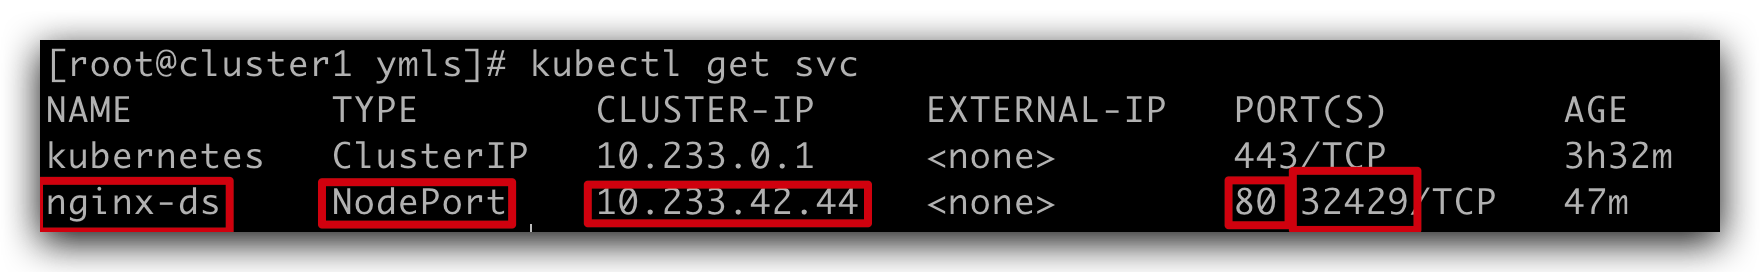 [root@cluster1 ymls]# kubectl get svc
NAME TYPE CLUSTER-IP EXTERNAL-IP PORT(S) AGE
kubernetes ClusterIP 10.233.0.1 <none> 443/TCP 3h32m
nginx-ds NodePort 10.233.42.44 <none> 80 32429/TCP 47m